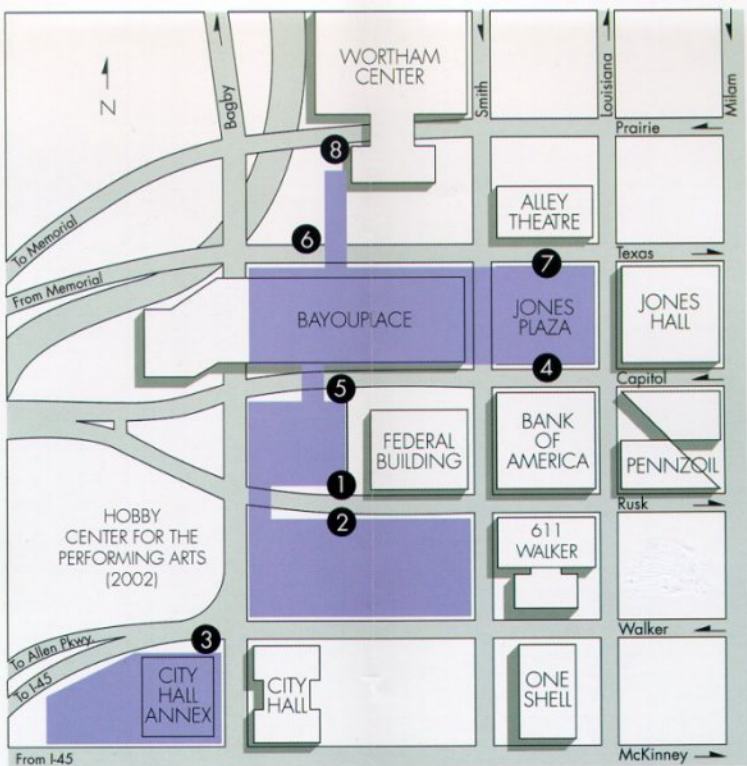 N
Bagby
WORTHAM
CENTER
Smith
Louisiana
Milam
Prairie
8
To Memorial
6
ALLEY
THEATRE
Texas
From Memorial
7
BAYOUPLACE
JONES
PLAZA
JONES
HALL
4
Capitol
5
FEDERAL
BUILDING
BANK
OF
AMERICA
PENNZOIL
1
Rusk
2
HOBBY
CENTER FOR THE
PERFORMING ARTS
(2002)
611
WALKER
Walker
3
To Allen Pkwy.
To I-45
CITY
HALL
ANNEX
CITY
HALL
ONE
SHELL
From I-45
McKinney